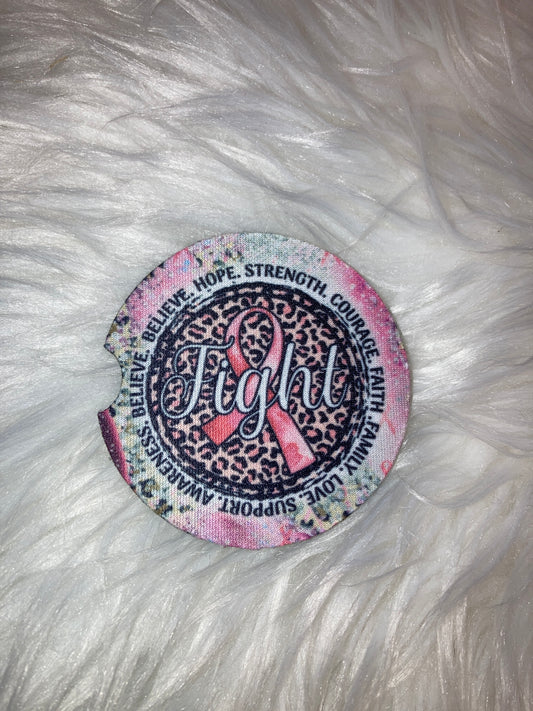 BELIEVE. BELIEVE. HOPE. STRENGTH. COURAGE. FAITH. FAMILY. LOVE. SUPPORT. AWARENESS.
Fight